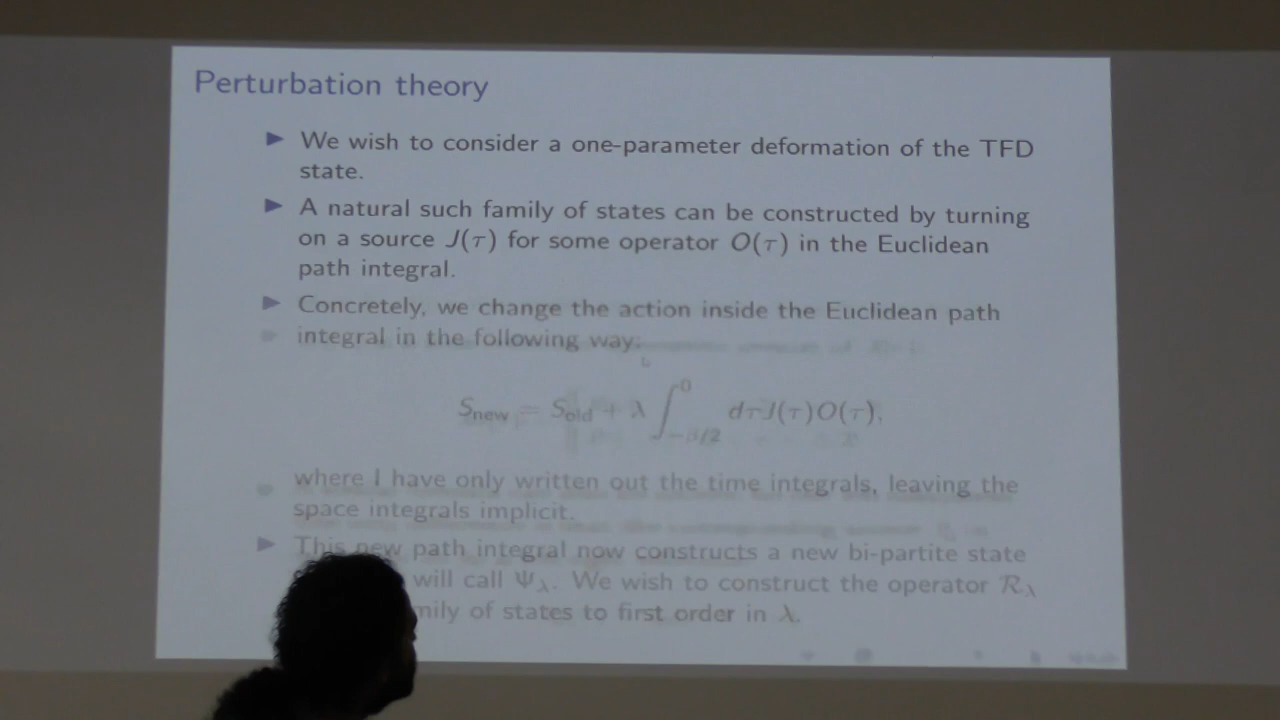 Perturbation theory
We wish to consider a one-parameter deformation of the TFD
state.
A natural such family of states can be constructed by turning
on a source J(τ) for some operator O(τ) in the Euclidean
path integral.
Concretely, we change the action inside the Euclidean path
integral in the following way:
S_new = S_old + λ ∫_{-β/2}^{0} dτJ(τ)O(τ),
where I have only written out the time integrals, leaving the
space integrals implicit.
This new path integral now constructs a new bi-partite state
will call Ψ_λ. We wish to construct the operator ℛ_λ
of states to first order in λ.